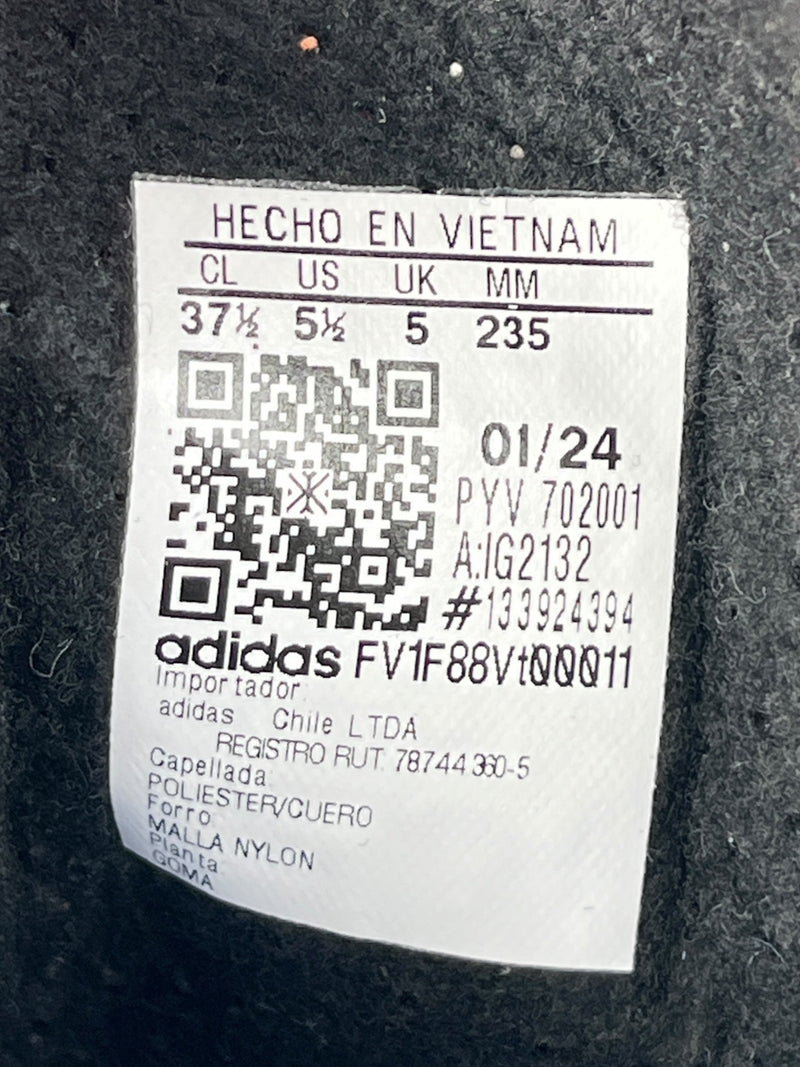 HECHO EN VIETNAM
CL US UK MM
37½ 5½ 5 235
01/24
PYV 702001
A:IG2132
#133924394
adidas FV1F88Vt00011
Importador:
adidas Chile LTDA
REGISTRO RUT: 78744360-5
Capellada:
POLIESTER/CUERO
Forro:
MALLA NYLON
Planta:
GOMA